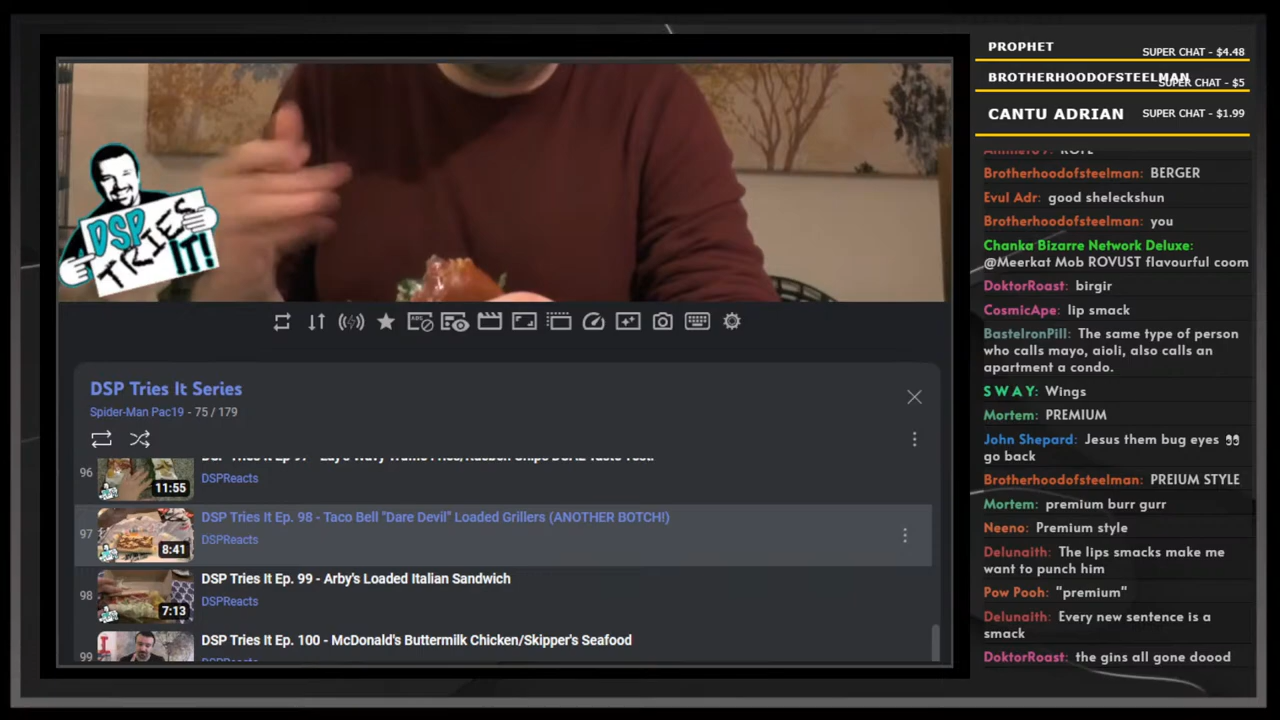 DSP
TRIES
IT!
DSP Tries It Series
Spider-Man Pac19 - 75 / 179
96
11:55
DSPReacts
97
8:41
DSP Tries It Ep. 98 - Taco Bell "Dare Devil" Loaded Grillers (ANOTHER BOTCH!)
DSPReacts
98
7:13
DSP Tries It Ep. 99 - Arby's Loaded Italian Sandwich
DSPReacts
99
DSP Tries It Ep. 100 - McDonald's Buttermilk Chicken/Skipper's Seafood
PROPHET SUPER CHAT - $4.48
BROTHERHOODOFSTEELMAN SUPER CHAT - $5
CANTU ADRIAN SUPER CHAT - $1.99
Brotherhoodofsteelman: BERGER
Evul Adr: good sheleckshun
Brotherhoodofsteelman: you
Chanka Bizarre Network Deluxe:
@Meerkat Mob ROVUST flavourful coom
DoktorRoast: birgir
CosmicApe: lip smack
BasteIronPill: The same type of person
who calls mayo, aioli, also calls an
apartment a condo.
S W A Y: Wings
Mortem: PREMIUM
John Shepard: Jesus them bug eyes 👀
go back
Brotherhoodofsteelman: PREIUM STYLE
Mortem: premium burr gurr
Neeno: Premium style
Delunaith: The lips smacks make me
want to punch him
Pow Pooh: "premium"
Delunaith: Every new sentence is a
smack
DoktorRoast: the gins all gone doood